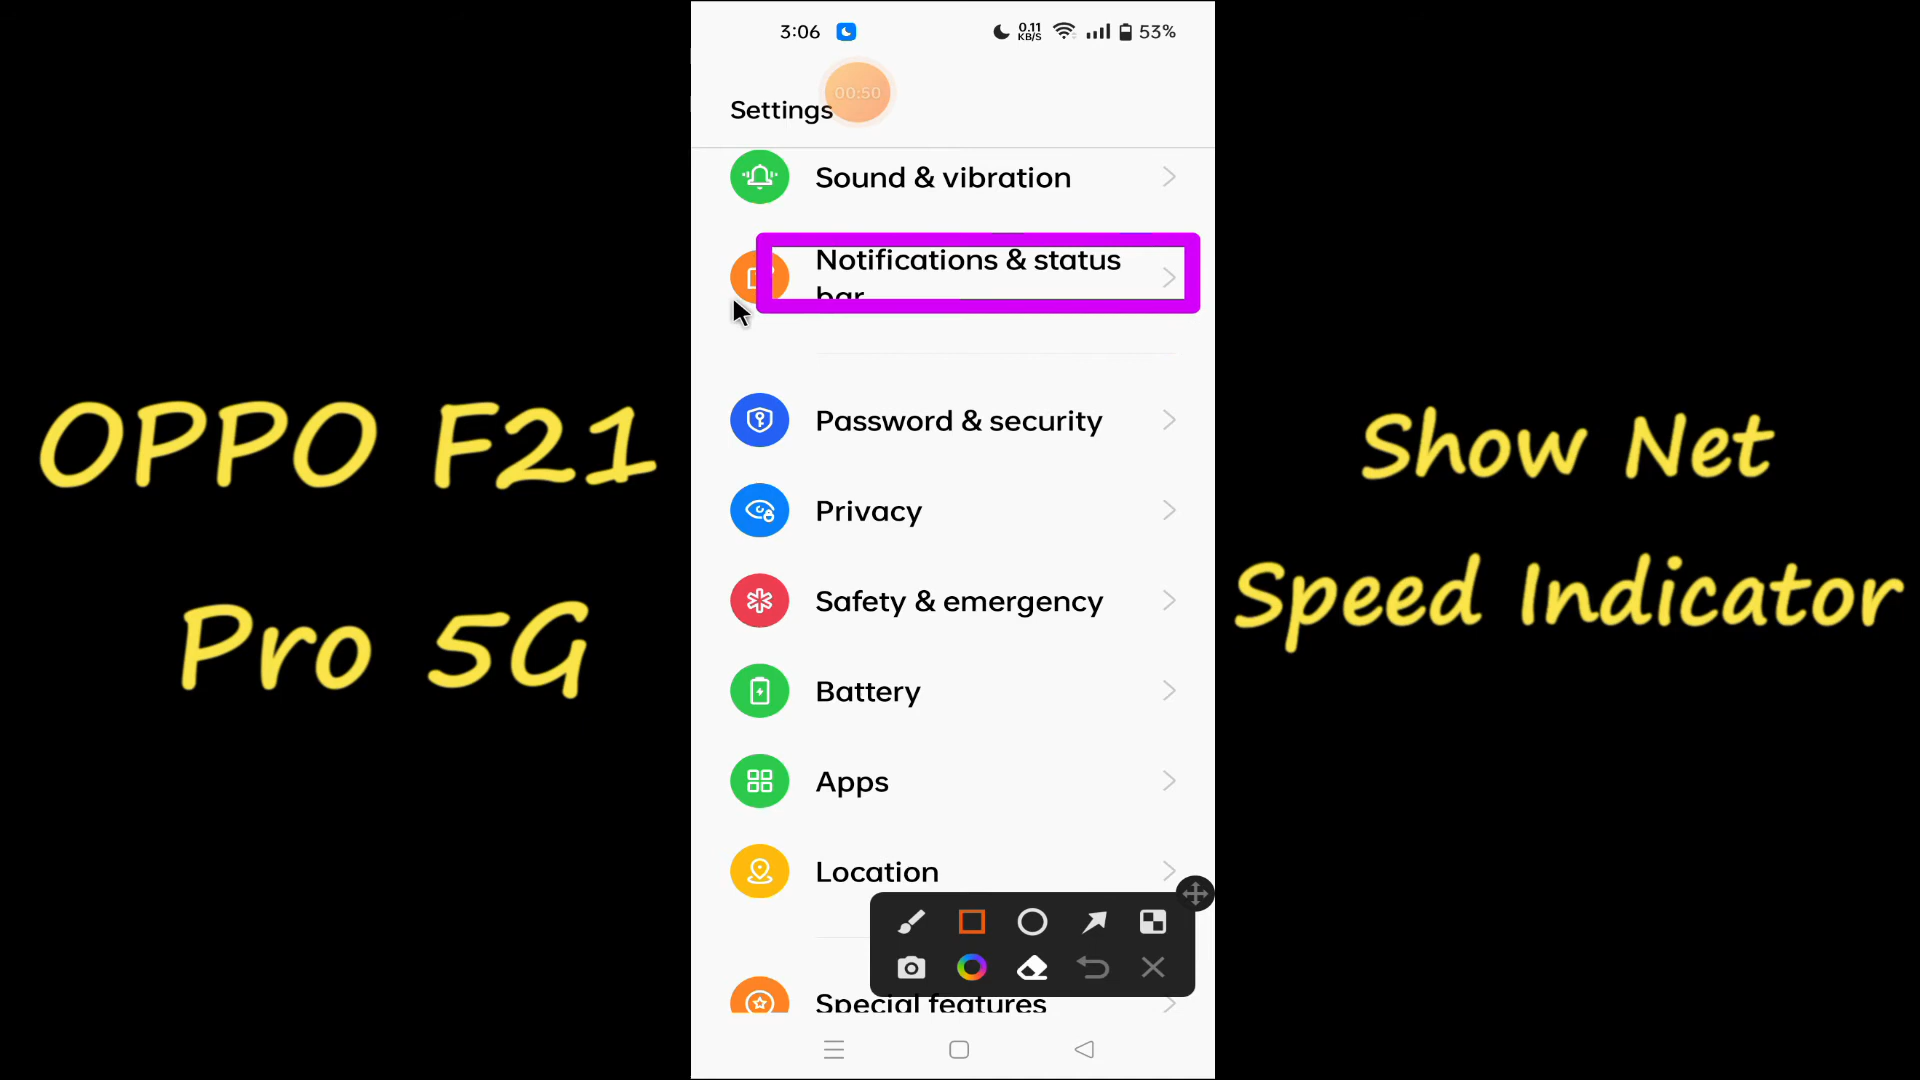 3:06
0.11
KB/S
53%
00:50
Settings
Sound & vibration
Notifications & status
bar
Password & security
Privacy
Safety & emergency
Battery
Apps
Location
Special features
OPPO F21
Pro 5G
Show Net
Speed Indicator